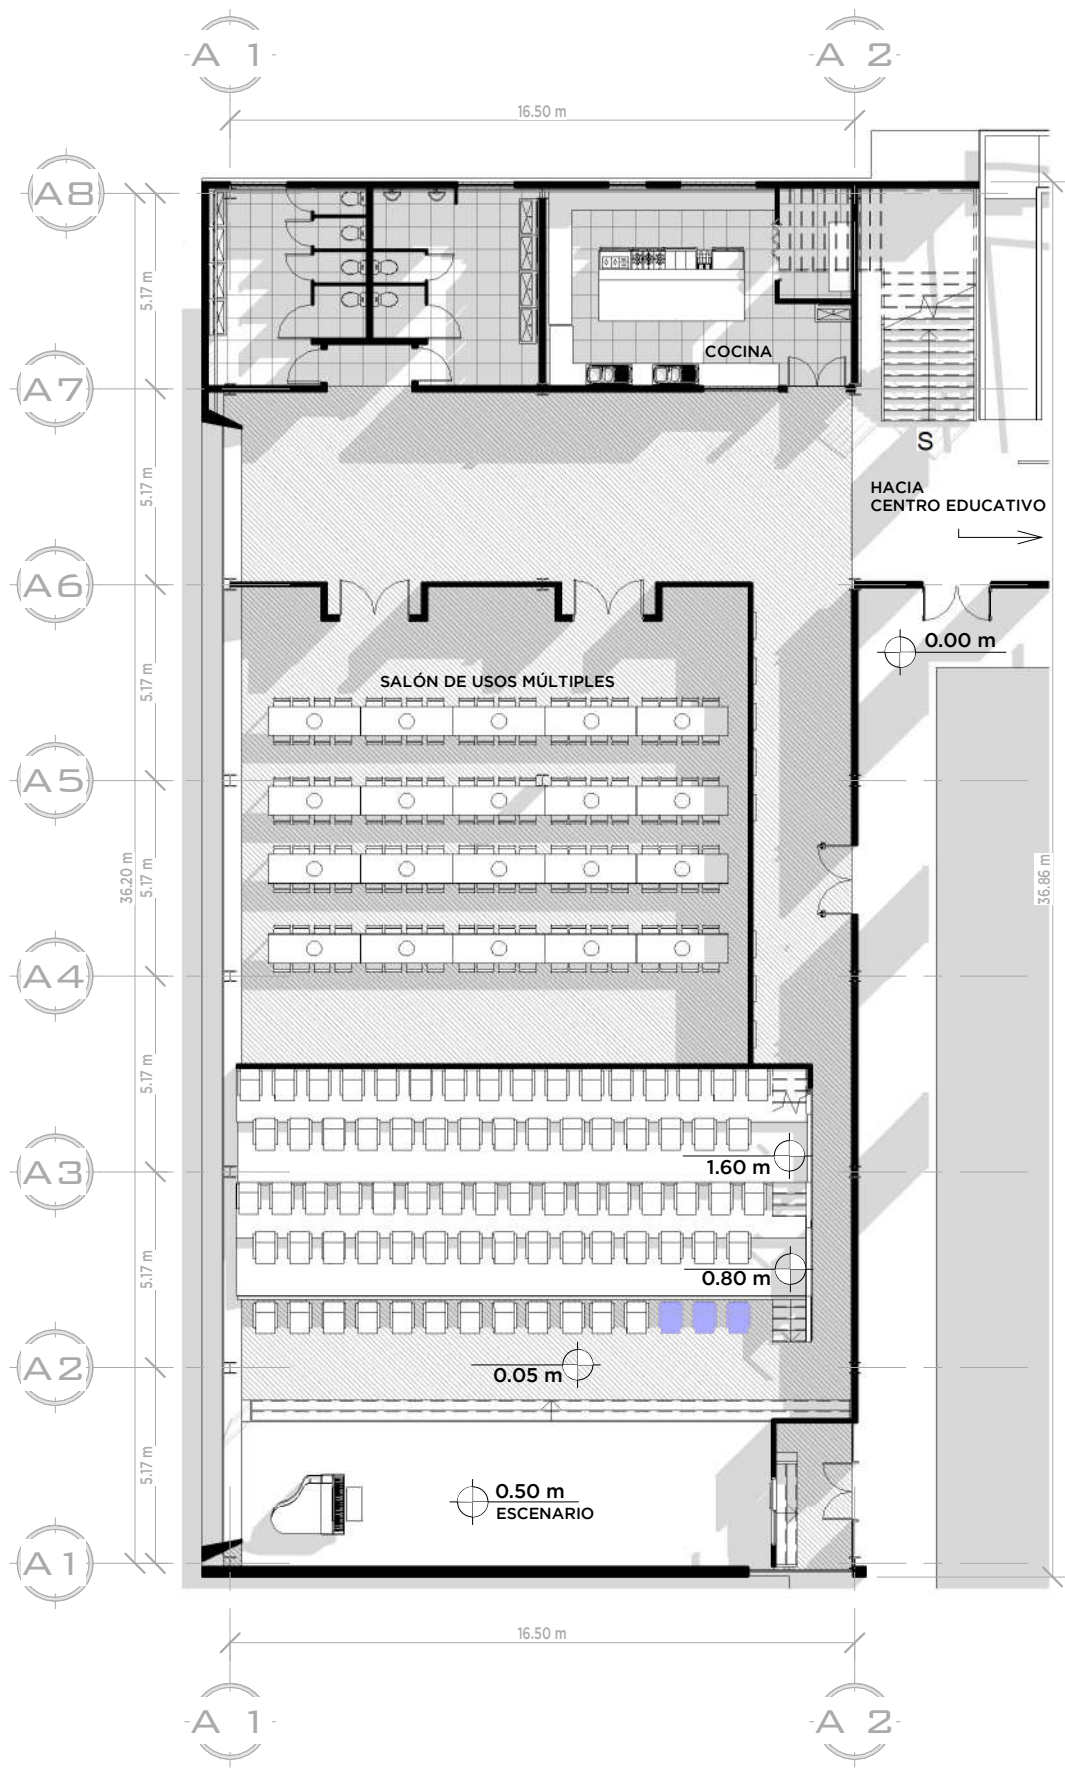 A 1
A 2
16.50 m
A8
5.17 m
COCINA
A7
S
5.17 m
HACIA
CENTRO EDUCATIVO
A6
0.00 m
5.17 m
SALÓN DE USOS MÚLTIPLES
A5
36.20 m
5.17 m
36.86 m
A4
5.17 m
A3
1.60 m
5.17 m
0.80 m
A2
0.05 m
5.17 m
0.50 m
ESCENARIO
A1
16.50 m
A 1
A 2